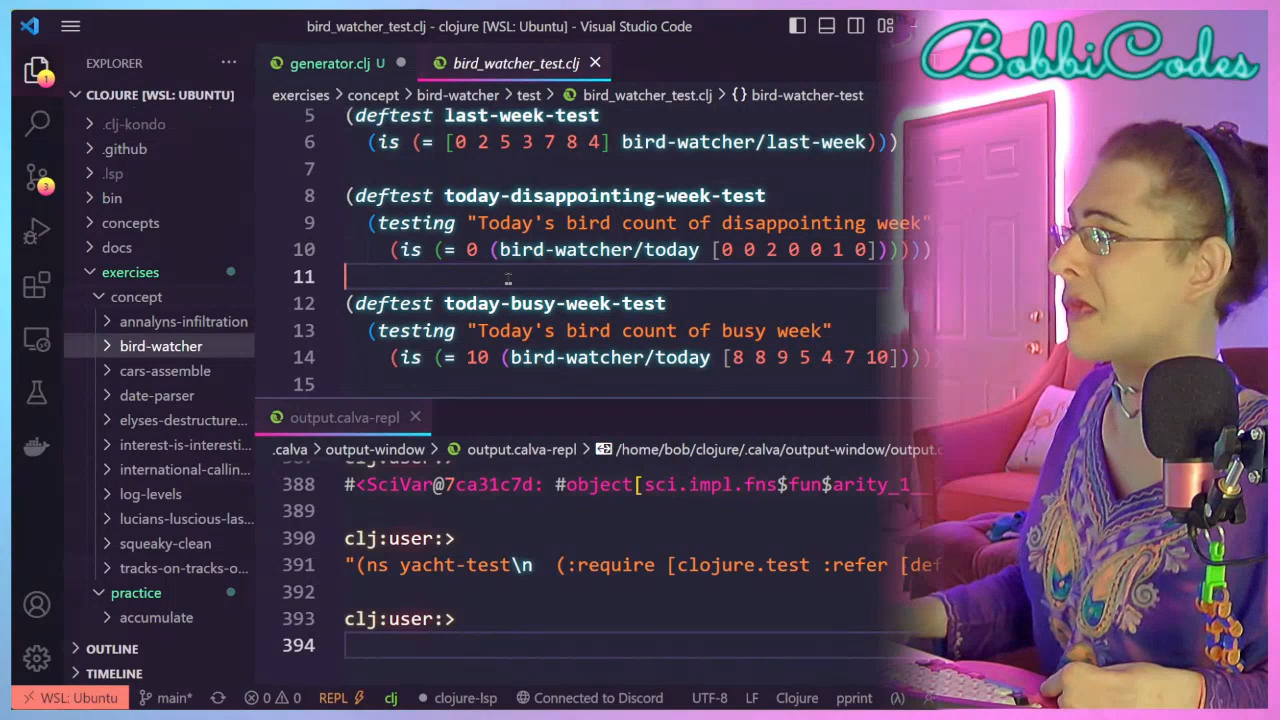 bird_watcher_test.clj - clojure [WSL: Ubuntu] - Visual Studio Code
BobbiCodes
EXPLORER
generator.clj U
bird_watcher_test.clj
CLOJURE [WSL: UBUNTU]
exercises > concept > bird-watcher > test > bird_watcher_test.clj > {} bird-watcher-test
.clj-kondo
.github
.lsp
bin
concepts
docs
exercises
concept
annalyns-infiltration
bird-watcher
cars-assemble
date-parser
elyses-destructure...
interest-is-interesti...
international-callin...
log-levels
lucians-luscious-las...
squeaky-clean
tracks-on-tracks-o...
practice
accumulate
OUTLINE
TIMELINE
1
3
5 (deftest last-week-test
6 (is (= [0 2 5 3 7 8 4] bird-watcher/last-week)))
7
8 (deftest today-disappointing-week-test
9 (testing "Today's bird count of disappointing week"
10 (is (= 0 (bird-watcher/today [0 0 2 0 0 1 0])))))
11
12 (deftest today-busy-week-test
13 (testing "Today's bird count of busy week"
14 (is (= 10 (bird-watcher/today [8 8 9 5 4 7 10]))))
15
output.calva-repl
.calva > output-window > output.calva-repl > /home/bob/clojure/.calva/output-window/output.
388 #<SciVar@7ca31c7d: #object[sci.impl.fns$fun$arity_1__
389
390 clj:user:>
391 "(ns yacht-test\n (:require [clojure.test :refer [def
392
393 clj:user:>
394
WSL: Ubuntu main* 0 0 REPL clj clojure-lsp Connected to Discord UTF-8 LF Clojure pprint (λ)